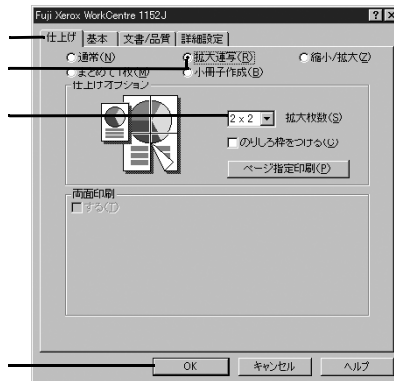 Fuji Xerox WorkCentre 1152J
仕上げ 基本 文書/品質 詳細設定
通常(N) 拡大連写(R) 縮小/拡大(Z)
まとめて1枚(M) 小冊子作成(B)
仕上げオプション
2 x 2 拡大枚数(S)
のりしろ枠をつける(U)
ページ指定印刷(P)
両面印刷
する(T)
OK キャンセル ヘルプ